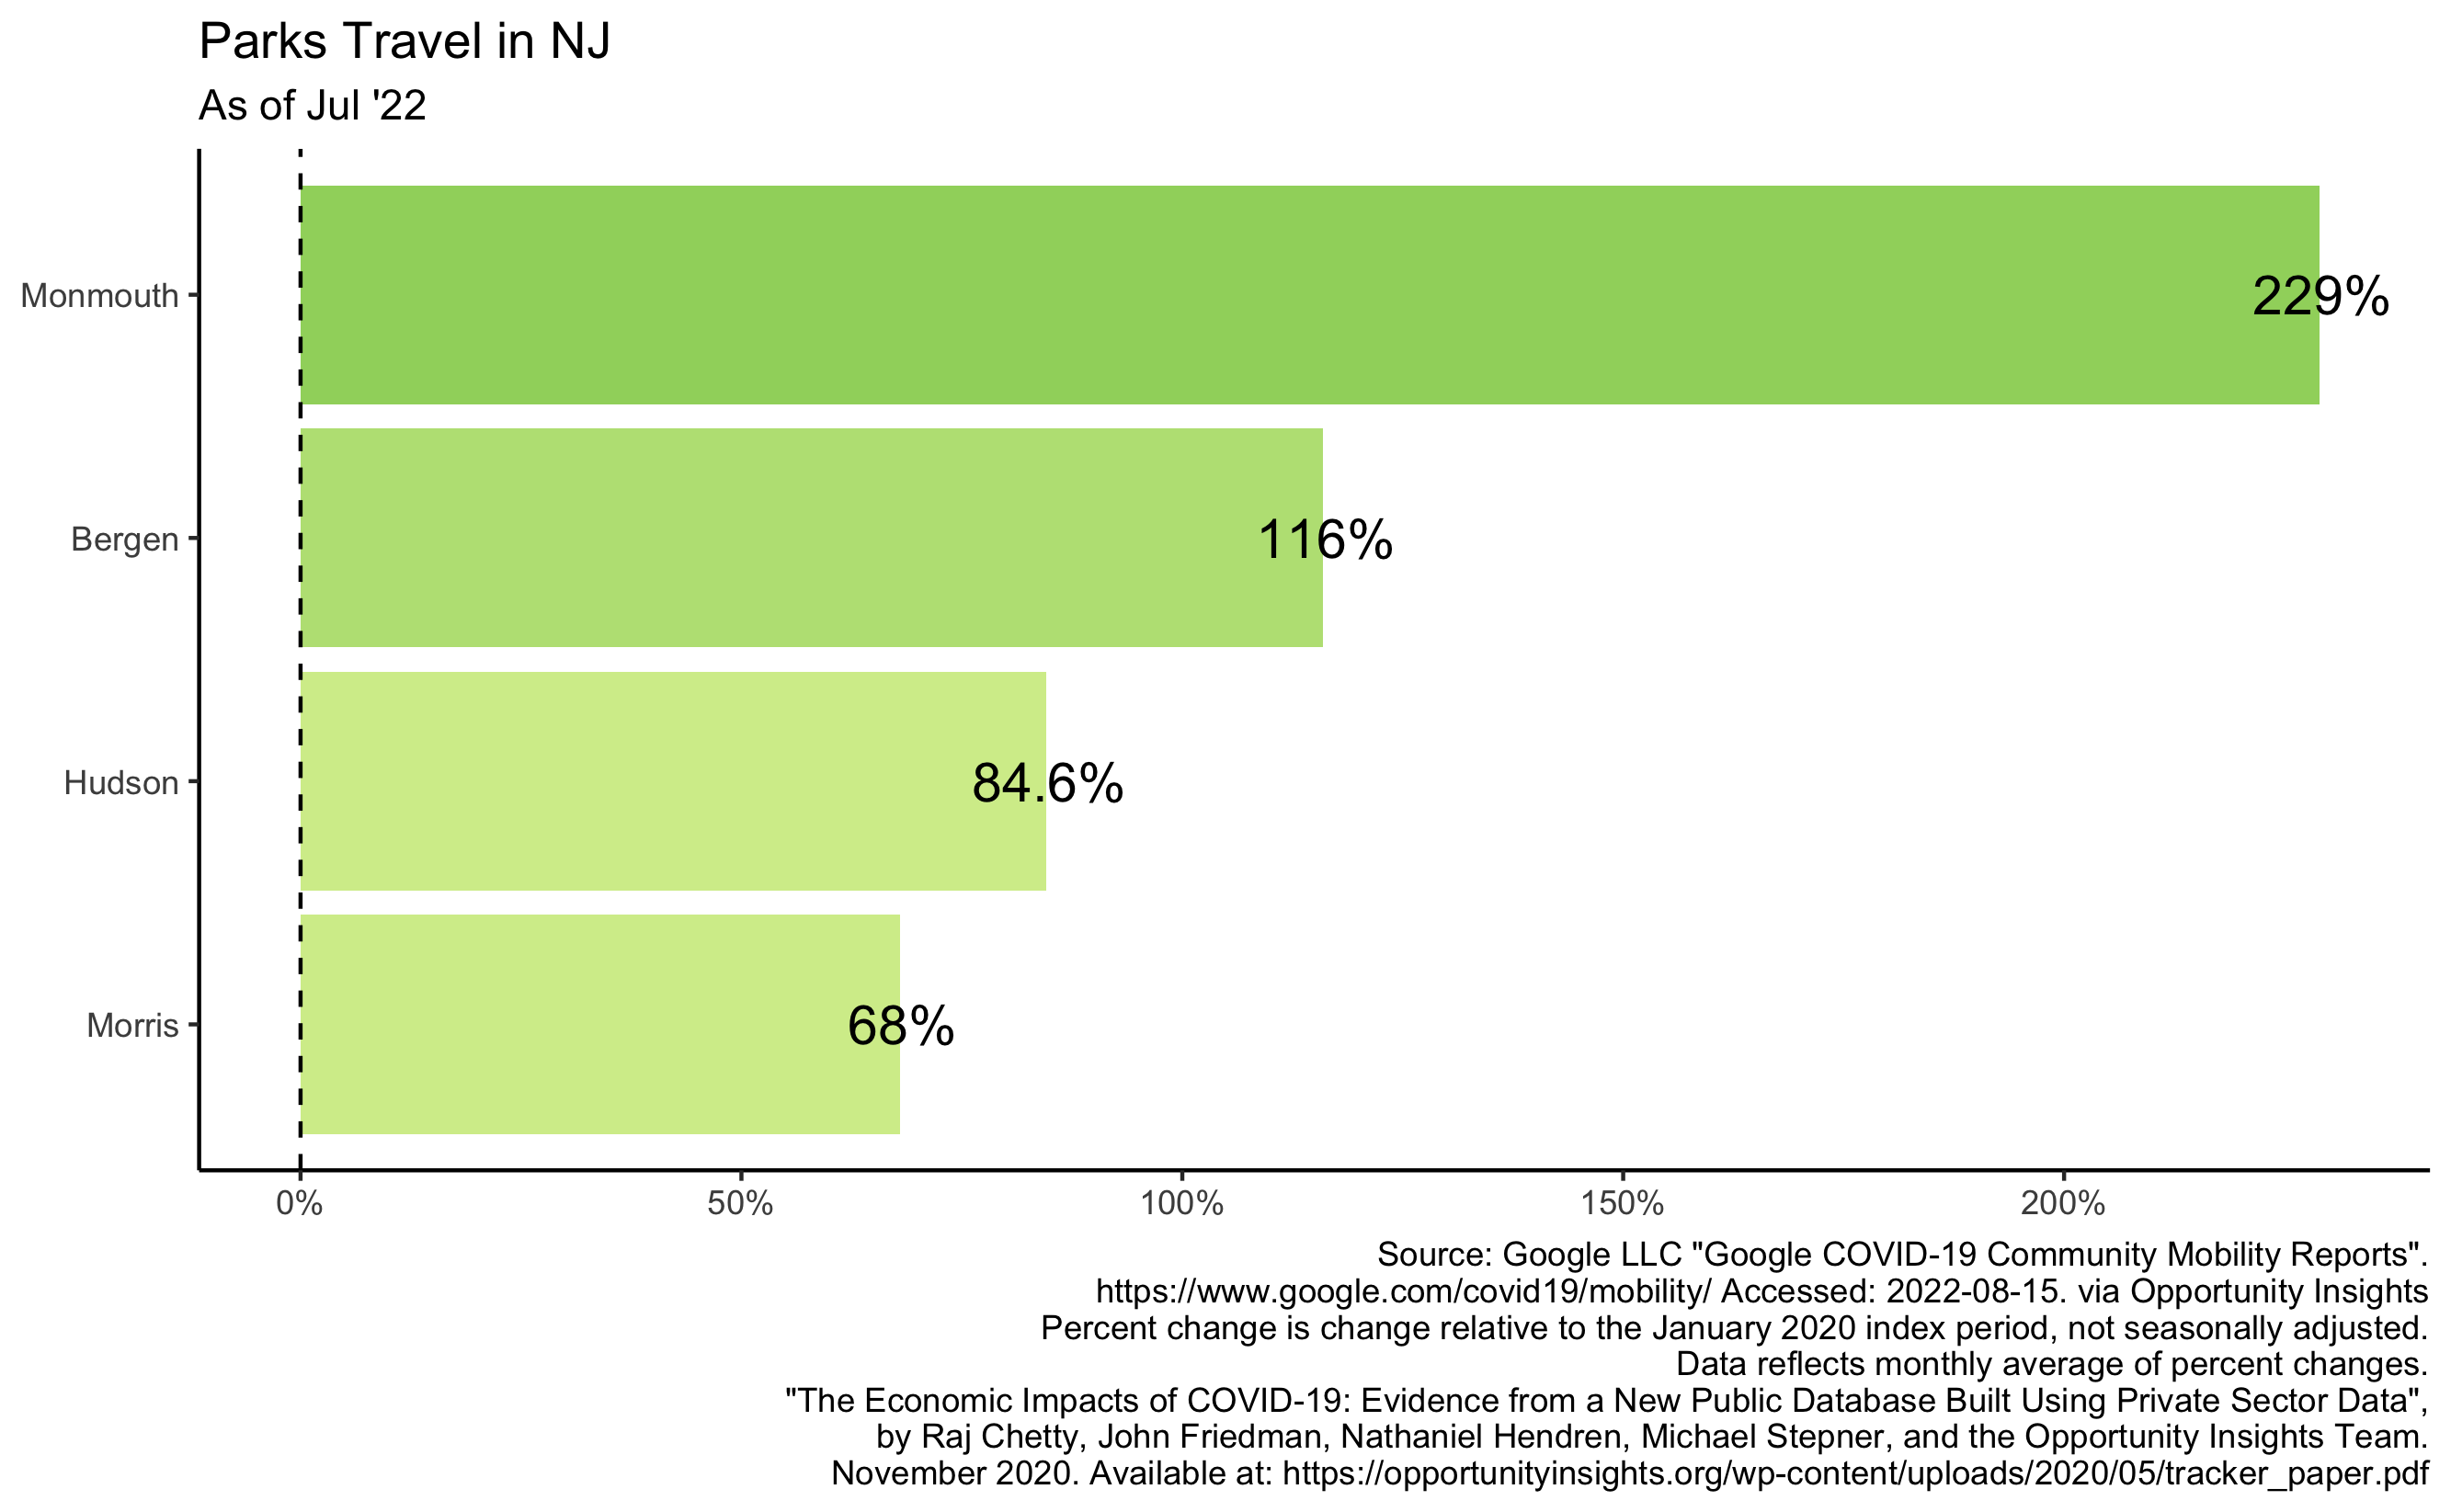 Parks Travel in NJ
As of Jul '22
Monmouth
229%
Bergen
116%
Hudson
84.6%
Morris
68%
0% 50% 100% 150% 200%
Source: Google LLC "Google COVID-19 Community Mobility Reports".
https://www.google.com/covid19/mobility/ Accessed: 2022-08-15. via Opportunity Insights
Percent change is change relative to the January 2020 index period, not seasonally adjusted.
Data reflects monthly average of percent changes.
"The Economic Impacts of COVID-19: Evidence from a New Public Database Built Using Private Sector Data",
by Raj Chetty, John Friedman, Nathaniel Hendren, Michael Stepner, and the Opportunity Insights Team.
November 2020. Available at: https://opportunityinsights.org/wp-content/uploads/2020/05/tracker_paper.pdf